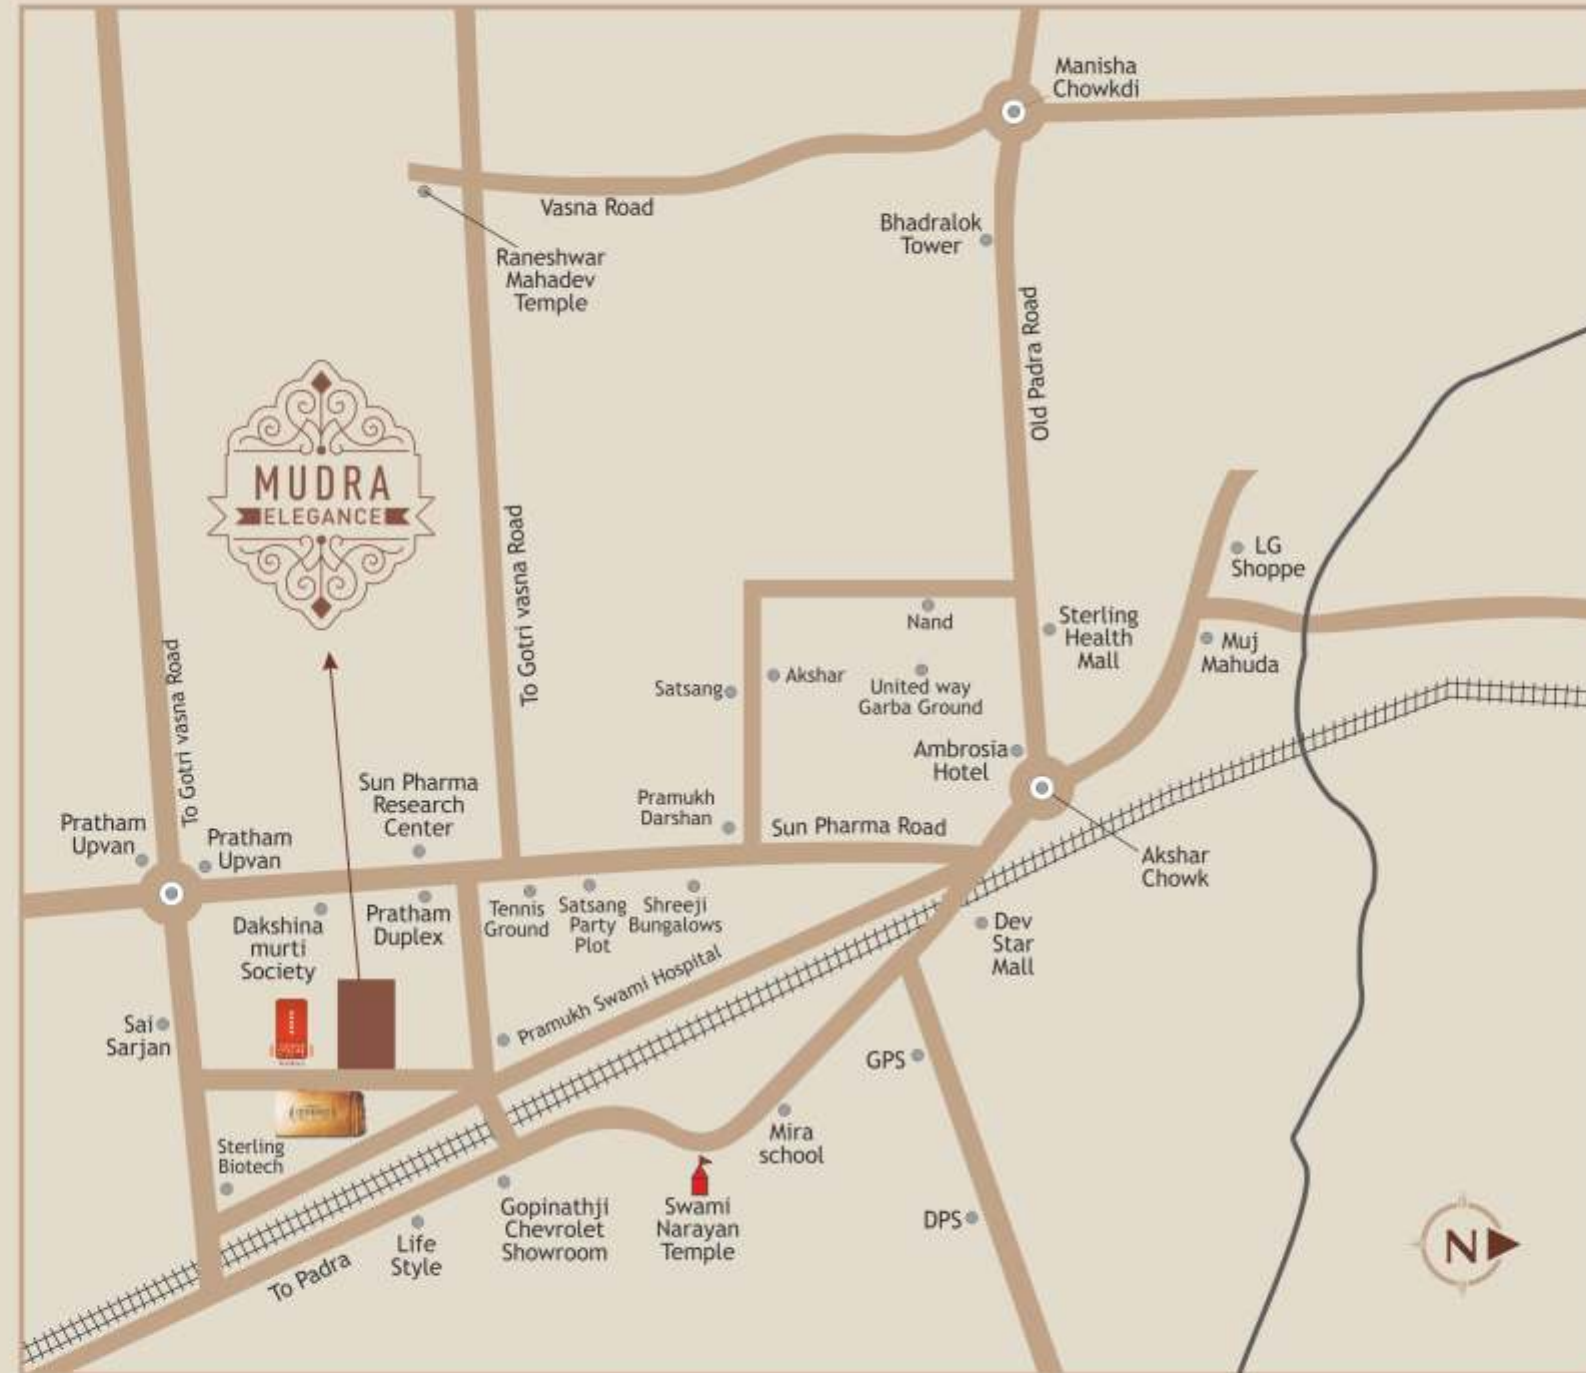 Manisha
Chowkdi
Vasna Road
Raneshwar
Mahadev
Temple
Bhadralok
Tower
Old Padra Road
MUDRA
ELEGANCE
To Gotri vasna Road
To Gotri vasna Road
LG
Shoppe
Nand
Sterling
Health
Mall
Muj
Mahuda
Satsang
Akshar
United way
Garba Ground
Ambrosia
Hotel
Sun Pharma
Research
Center
Pramukh
Darshan
Sun Pharma Road
Pratham
Upvan
Pratham
Upvan
Akshar
Chowk
Dakshina
murti
Society
Pratham
Duplex
Tennis
Ground
Satsang
Party
Plot
Shreeji
Bungalows
Dev
Star
Mall
Pramukh Swami Hospital
Sai
Sarjan
GPS
Mira
school
Sterling
Biotech
Gopinathji
Chevrolet
Showroom
Swami
Narayan
Temple
Life
Style
To Padra
DPS
N